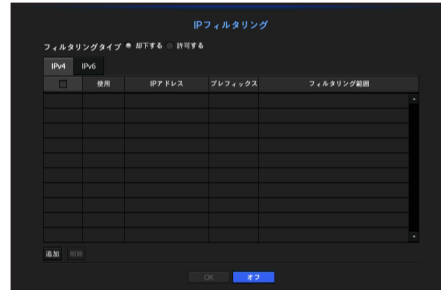 IPフィルタリング
フィルタリングタイプ 却下する 許可する
IPv4 IPv6
使用 IPアドレス プレフィックス フィルタリング範囲
追加 削除
OK オフ